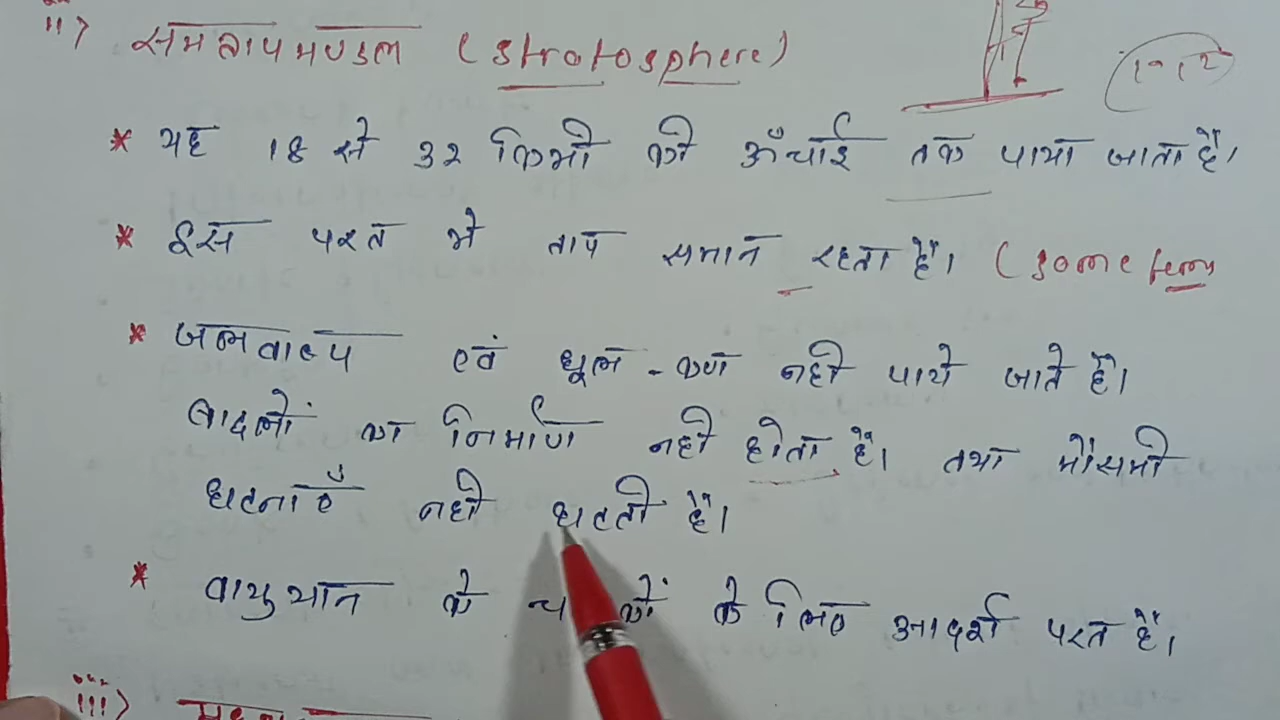 ii) समतापमण्डल (stratosphere)
* यह 18 से 32 किमी की ऊँचाई तक पाया जाता है।
* इस परत मे ताप समान रहता है। (same tem
* जलवाष्प एवं धूल-कण नही पाये जाते है।
बादलों का निर्माण नही होता है। तथा मौसमी
घटनाएँ नही घटती है।
* वायुयान के के लिए आदर्श परत है।
iii)